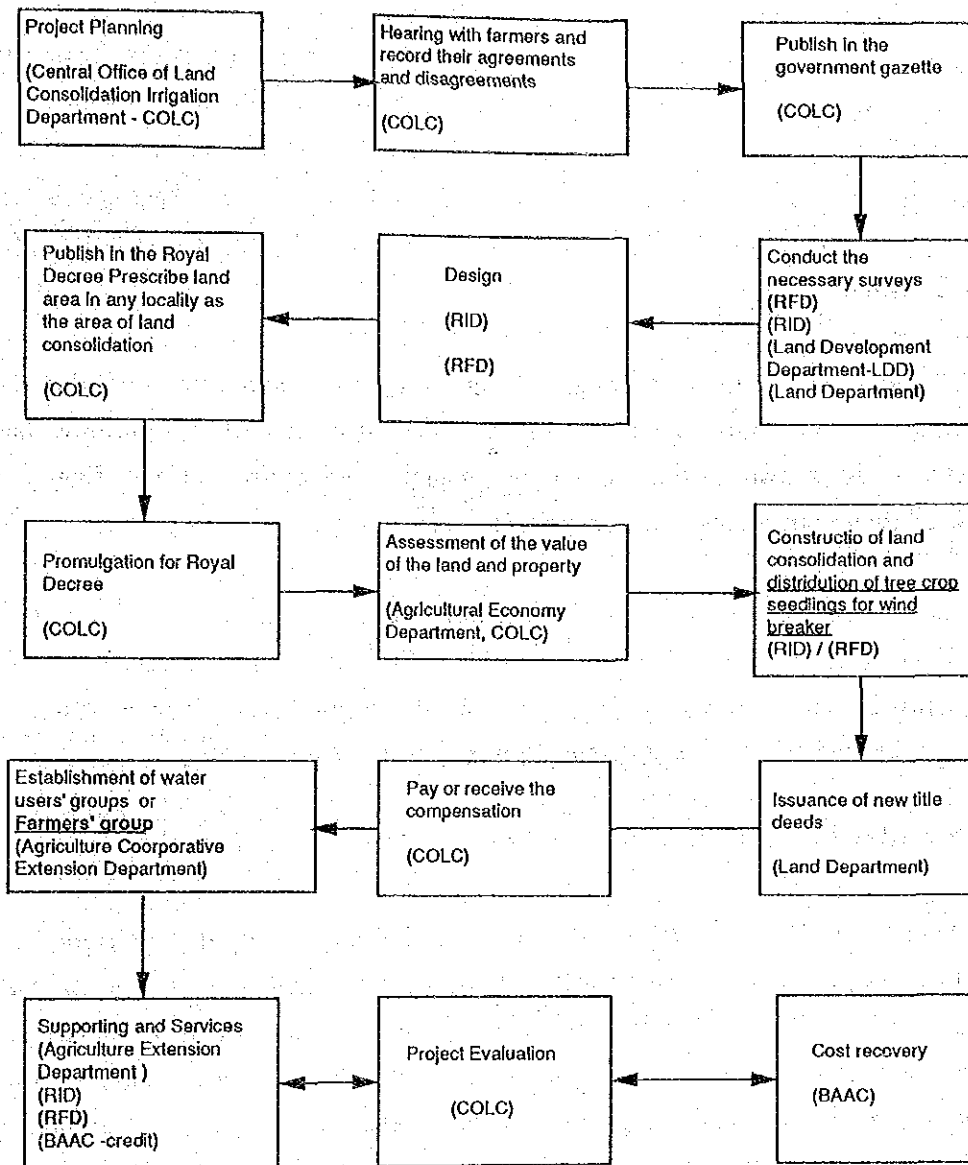 Project Planning
(Central Office of Land
Consolidation Irrigation
Department - COLC)
Hearing with farmers and
record their agreements
and disagreements
(COLC)
Publish in the
government gazette
(COLC)
Conduct the
necessary surveys
(RFD)
(RID)
(Land Development
Department-LDD)
(Land Department)
Design
(RID)
(RFD)
Publish in the Royal
Decree Prescribe land
area in any locality as
the area of land
consolidation
(COLC)
Promulgation for Royal
Decree
(COLC)
Assessment of the value
of the land and property
(Agricultural Economy
Department, COLC)
Constructio of land
consolidation and
distridution of tree crop
seedlings for wind
breaker
(RID) / (RFD)
Issuance of new title
deeds
(Land Department)
Pay or receive the
compensation
(COLC)
Establishment of water
users' groups or
Farmers' group
(Agriculture Coorporative
Extension Department)
Supporting and Services
(Agriculture Extension
Department )
(RID)
(RFD)
(BAAC -credit)
Project Evaluation
(COLC)
Cost recovery
(BAAC)